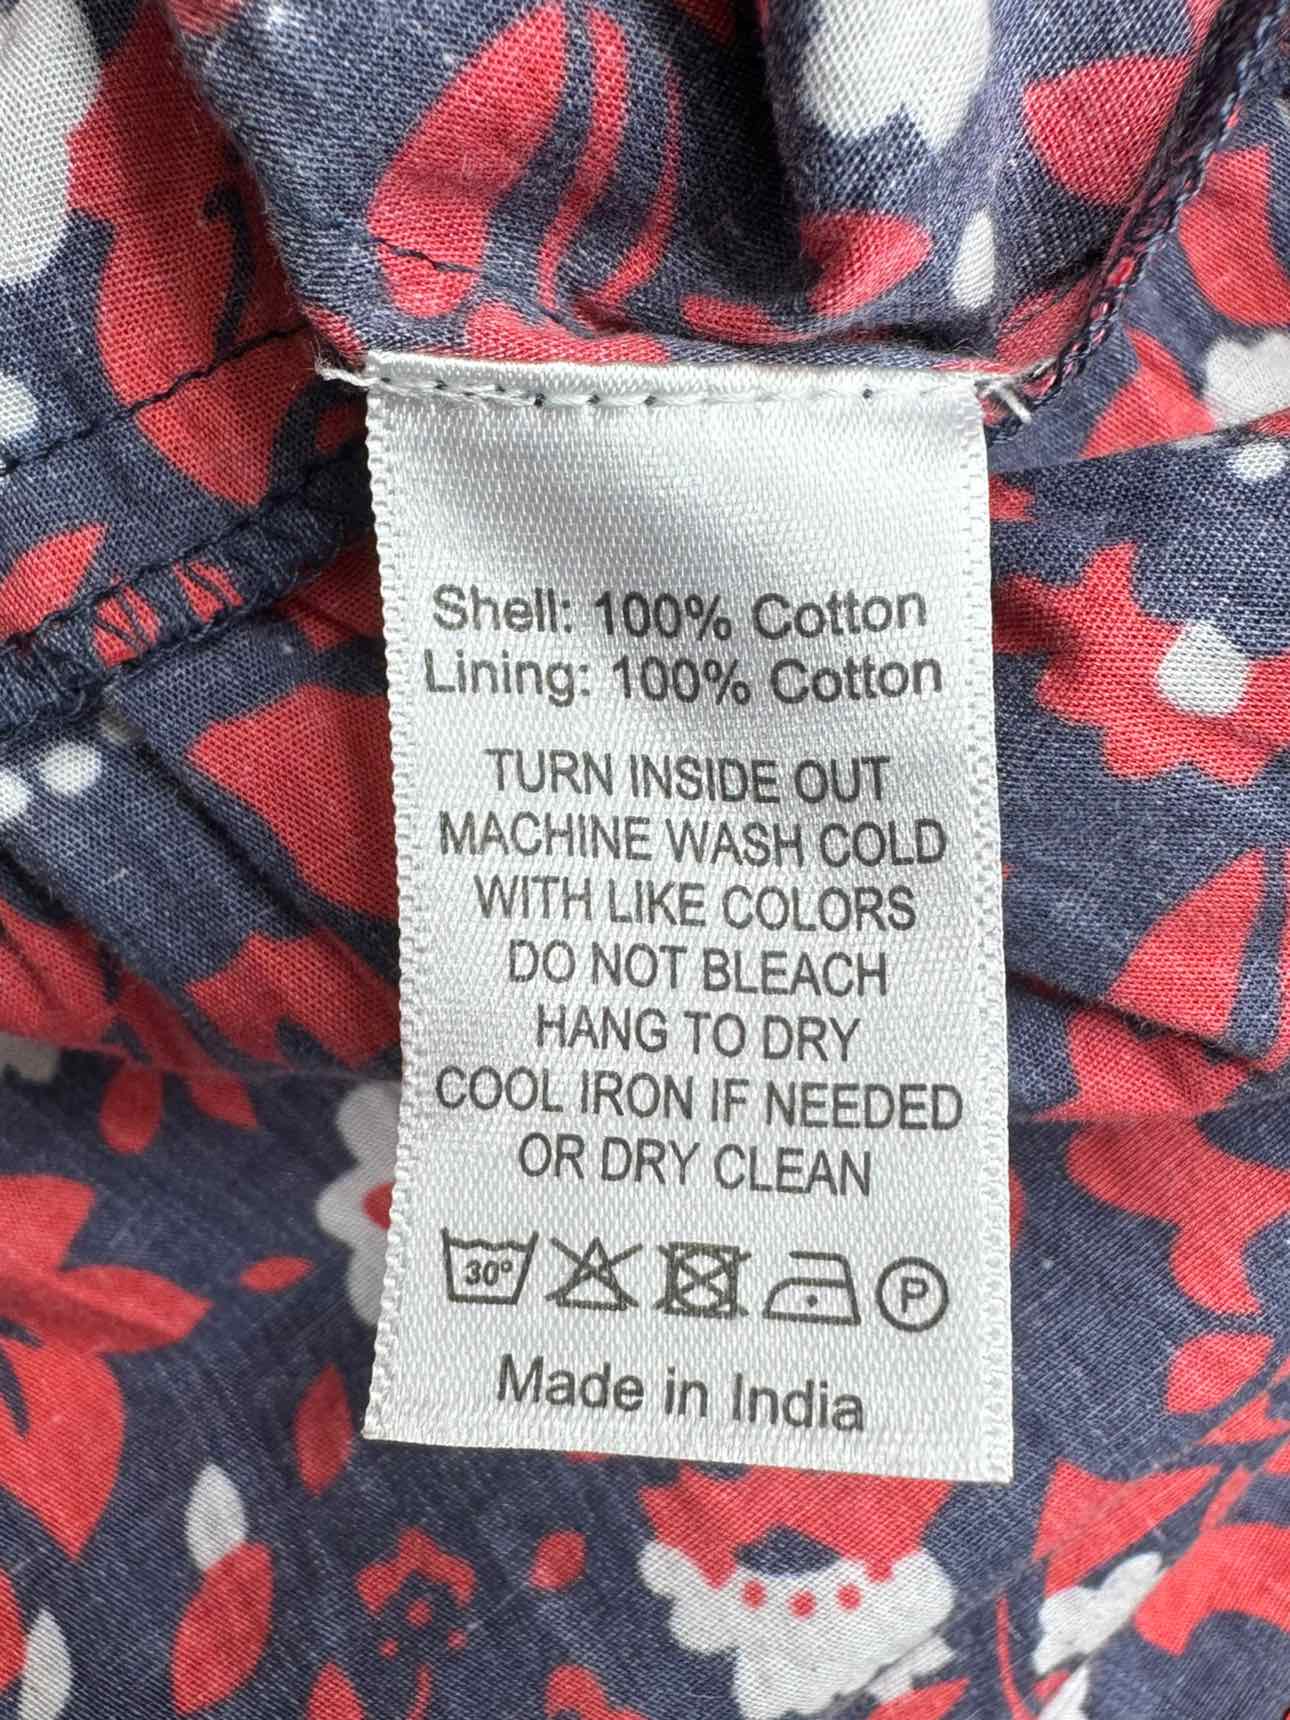 Shell: 100% Cotton
Lining: 100% Cotton
TURN INSIDE OUT
MACHINE WASH COLD
WITH LIKE COLORS
DO NOT BLEACH
HANG TO DRY
COOL IRON IF NEEDED
OR DRY CLEAN
30° P
Made in India